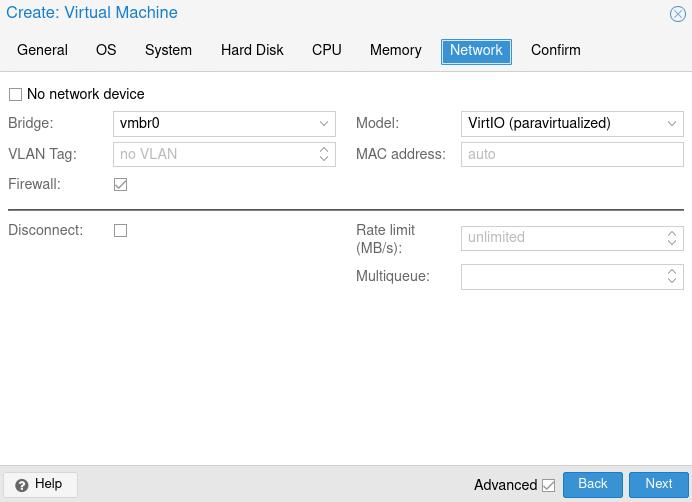 Create: Virtual Machine
General OS System Hard Disk CPU Memory Network Confirm
No network device
Bridge: vmbr0 Model: VirtIO (paravirtualized)
VLAN Tag: no VLAN MAC address: auto
Firewall:
Disconnect: Rate limit (MB/s): unlimited
Multiqueue:
Help Advanced Back Next